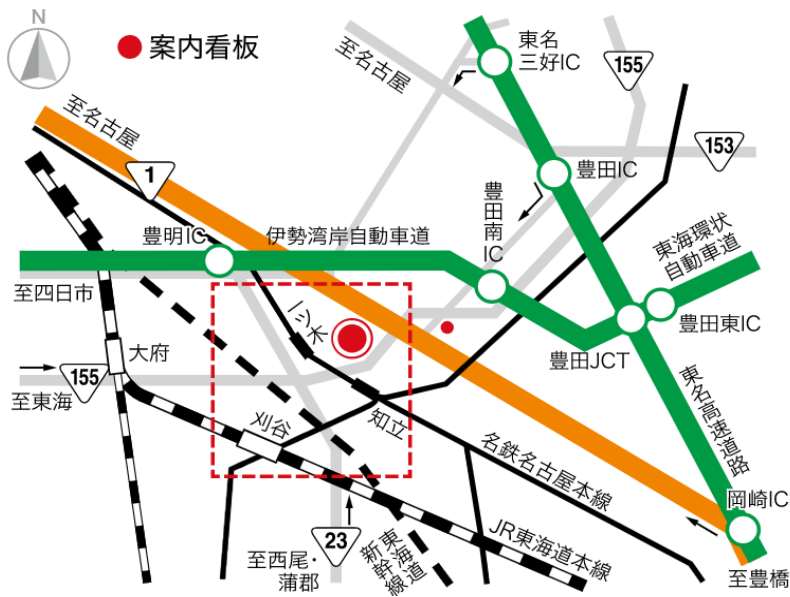 N
案内看板
東名
三好IC
155
至名古屋
至名古屋
153
1
豊田IC
豊田南IC
豊明IC
伊勢湾岸自動車道
東海環状
自動車道
至四日市
一ツ木
豊田東IC
大府
豊田JCT
155
至東海
東名高速道路
知立
刈谷
名鉄名古屋本線
岡崎IC
23
JR東海道本線
至西尾・
蒲郡
東海道
新幹線
至豊橋